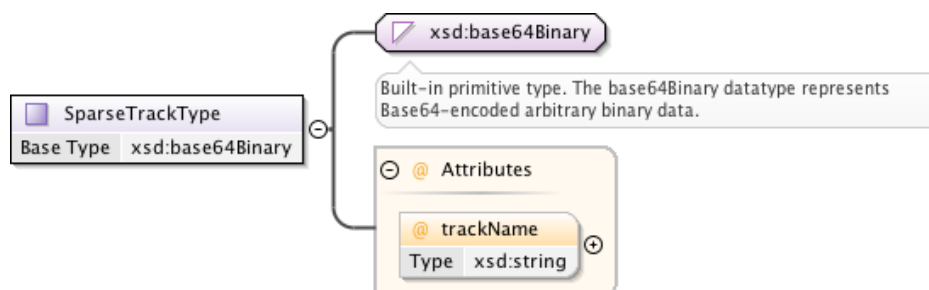 xsd:base64Binary
Built-in primitive type. The base64Binary datatype represents
Base64-encoded arbitrary binary data.
SparseTrackType
Base Type xsd:base64Binary
@ Attributes
@ trackName
Type xsd:string